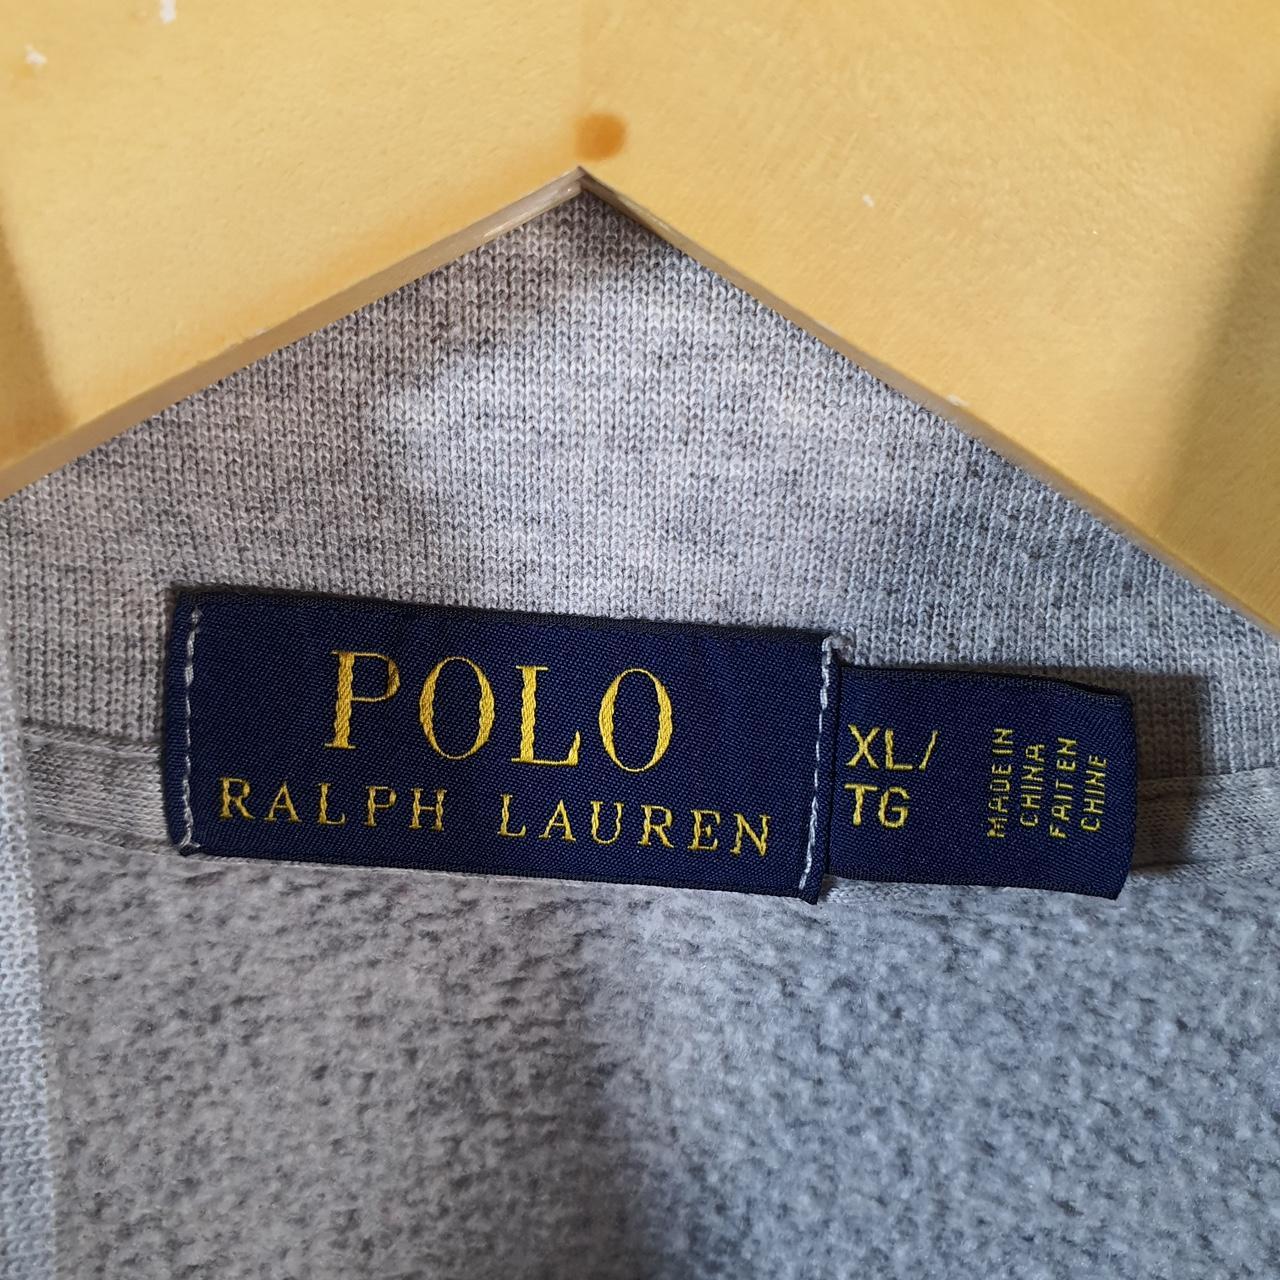 POLO
RALPH LAUREN
XL/
TG
MADE IN
CHINA
FAIT EN
CHINE